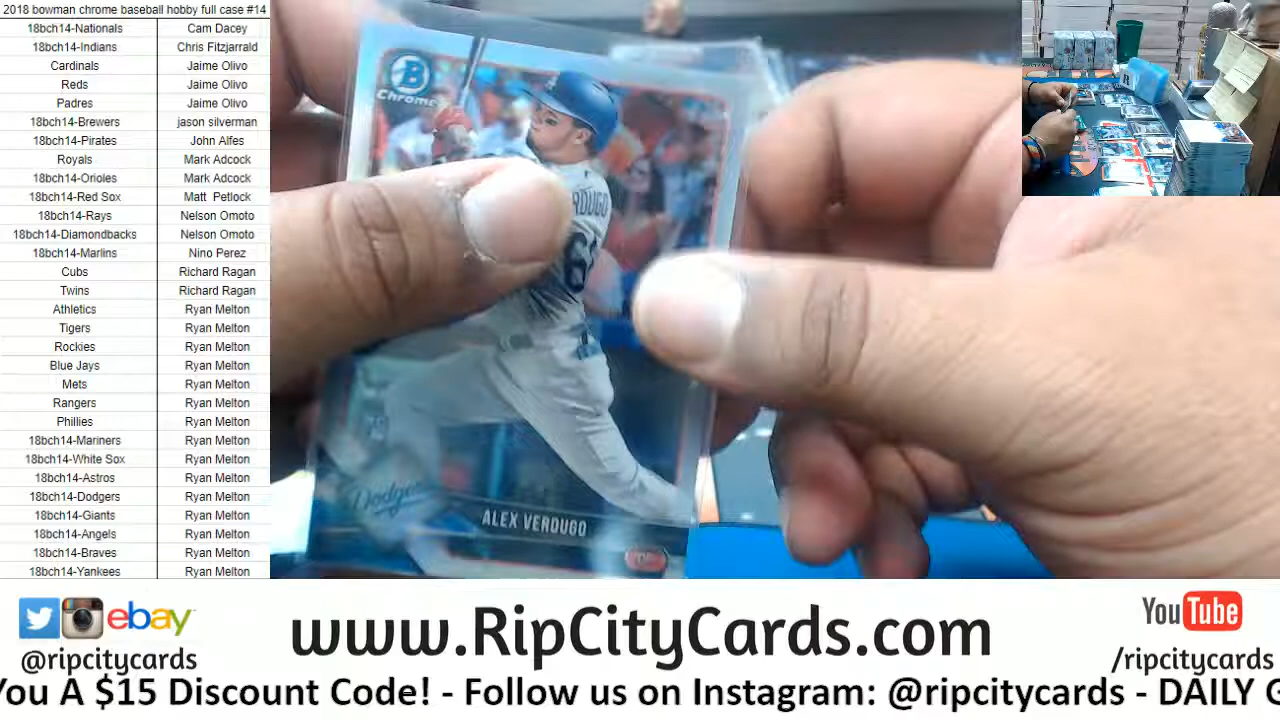 2018 bowman chrome baseball hobby full case #14
18bch14-Nationals Cam Dacey
18bch14-Indians Chris Fitzjarrald
Cardinals Jaime Olivo
Reds Jaime Olivo
Padres Jaime Olivo
18bch14-Brewers jason silverman
18bch14-Pirates John Alfes
Royals Mark Adcock
18bch14-Orioles Mark Adcock
18bch14-Red Sox Matt Petlock
18bch14-Rays Nelson Omoto
18bch14-Diamondbacks Nelson Omoto
18bch14-Marlins Nino Perez
Cubs Richard Ragan
Twins Richard Ragan
Athletics Ryan Melton
Tigers Ryan Melton
Rockies Ryan Melton
Blue Jays Ryan Melton
Mets Ryan Melton
Rangers Ryan Melton
Phillies Ryan Melton
18bch14-Mariners Ryan Melton
18bch14-White Sox Ryan Melton
18bch14-Astros Ryan Melton
18bch14-Dodgers Ryan Melton
18bch14-Giants Ryan Melton
18bch14-Angels Ryan Melton
18bch14-Braves Ryan Melton
18bch14-Yankees Ryan Melton
B
Chrome
Dodgers
ALEX VERDUGO
ebay
@ripcitycards
www.RipCityCards.com
YouTube
/ripcitycards
You A $15 Discount Code! - Follow us on Instagram: @ripcitycards - DAILY G